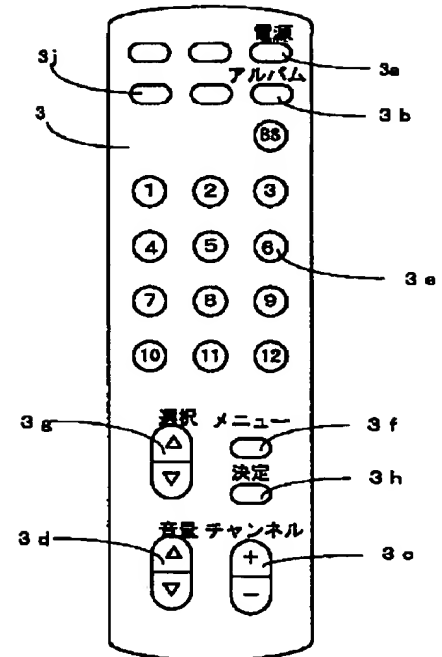 電源
3j
3a
アルバム
3
3b
BS
1 2 3
4 5 6
3e
7 8 9
10 11 12
選択 メニュー
3g
3f
決定
3h
音量 チャンネル
3d
+
3c
−